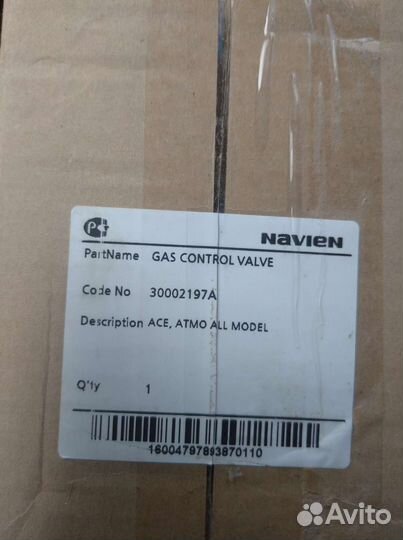 NAVIEN
PartName GAS CONTROL VALVE
Code No 30002197A
Description ACE, ATMO ALL MODEL
Q'ty 1
16004797893870110
Avito